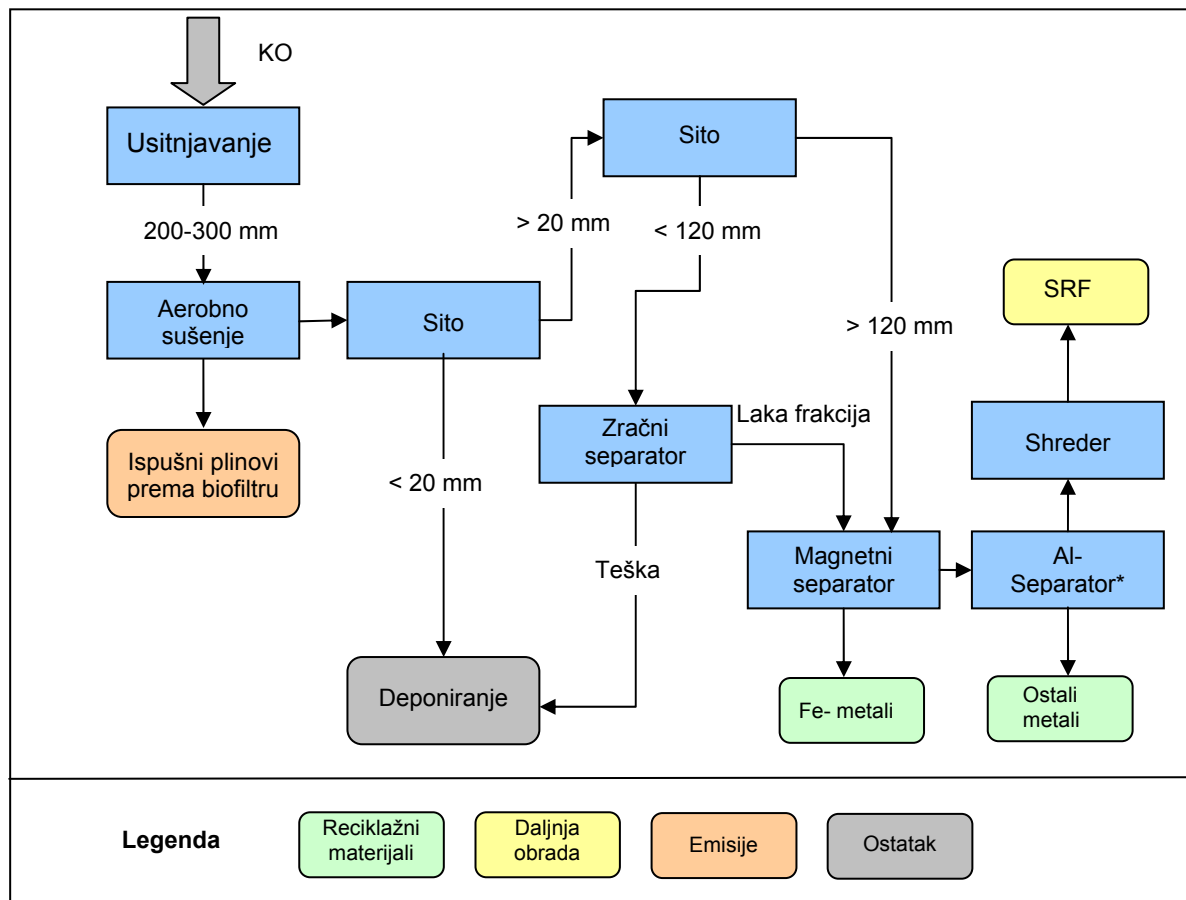 KO
Usitnjavanje
200-300 mm
Aerobno
sušenje
Ispušni plinovi
prema biofiltru
Sito
> 20 mm
< 20 mm
Sito
< 120 mm
> 120 mm
Zračni
separator
Laka frakcija
Teška
Deponiranje
Magnetni
separator
Fe- metali
Al-
Separator*
Ostali
metali
Shreder
SRF
Legenda
Reciklažni
materijali
Daljnja
obrada
Emisije
Ostatak